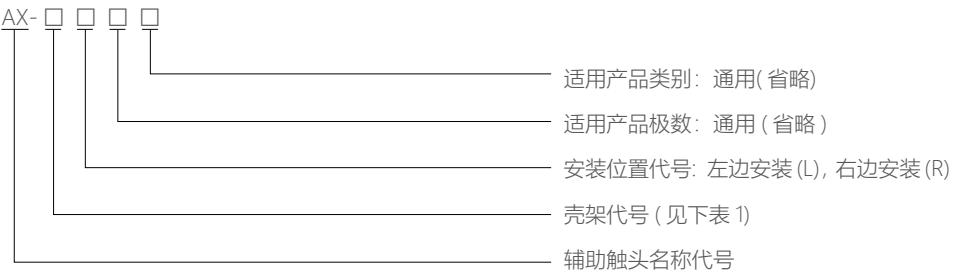 AX- □ □ □ □
适用产品类别：通用( 省略)
适用产品极数：通用 ( 省略 )
安装位置代号: 左边安装 (L), 右边安装 (R)
壳架代号 ( 见下表 1)
辅助触头名称代号